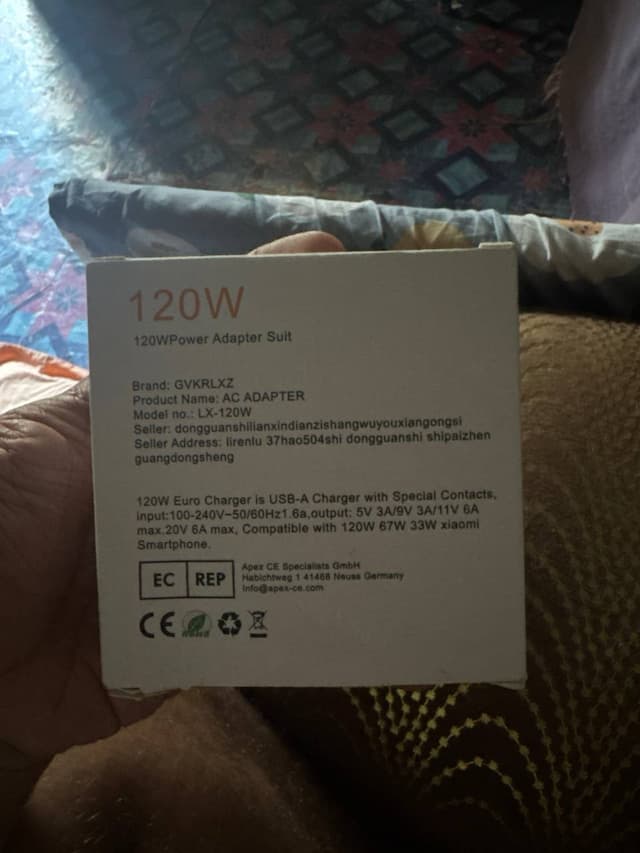 120W
120WPower Adapter Suit
Brand: GVKRLXZ
Product Name: AC ADAPTER
Model no.: LX-120W
Seller: dongguanshilianxindianzishangwuyouxiangongsi
Seller Address: lirenlu 37hao504shi dongguanshi shipaizhen
guangdongsheng
120W Euro Charger is USB-A Charger with Special Contacts,
input:100-240V~50/60Hz1.6a,output: 5V 3A/9V 3A/11V 6A
max.20V 6A max, Compatible with 120W 67W 33W xiaomi
Smartphone.
EC REP
Apex CE Specialists GmbH
Habichtweg 1 41468 Neuss Germany
Info@apex-ce.com
CE